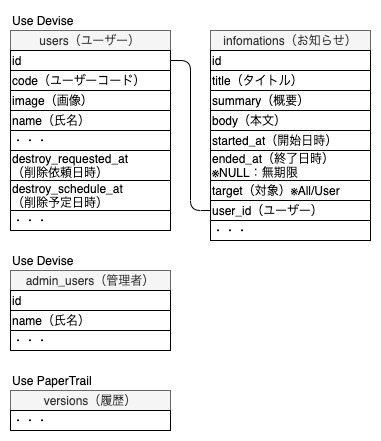 Use Devise
users（ユーザー）
id
code（ユーザーコード）
image（画像）
name（氏名）
・・・
destroy_requested_at
（削除依頼日時）
destroy_schedule_at
（削除予定日時）
・・・
infomations（お知らせ）
id
title（タイトル）
summary（概要）
body（本文）
started_at（開始日時）
ended_at（終了日時）
※NULL：無期限
target（対象）※All/User
user_id（ユーザー）
・・・
Use Devise
admin_users（管理者）
id
name（氏名）
・・・
Use PaperTrail
versions（履歴）
・・・